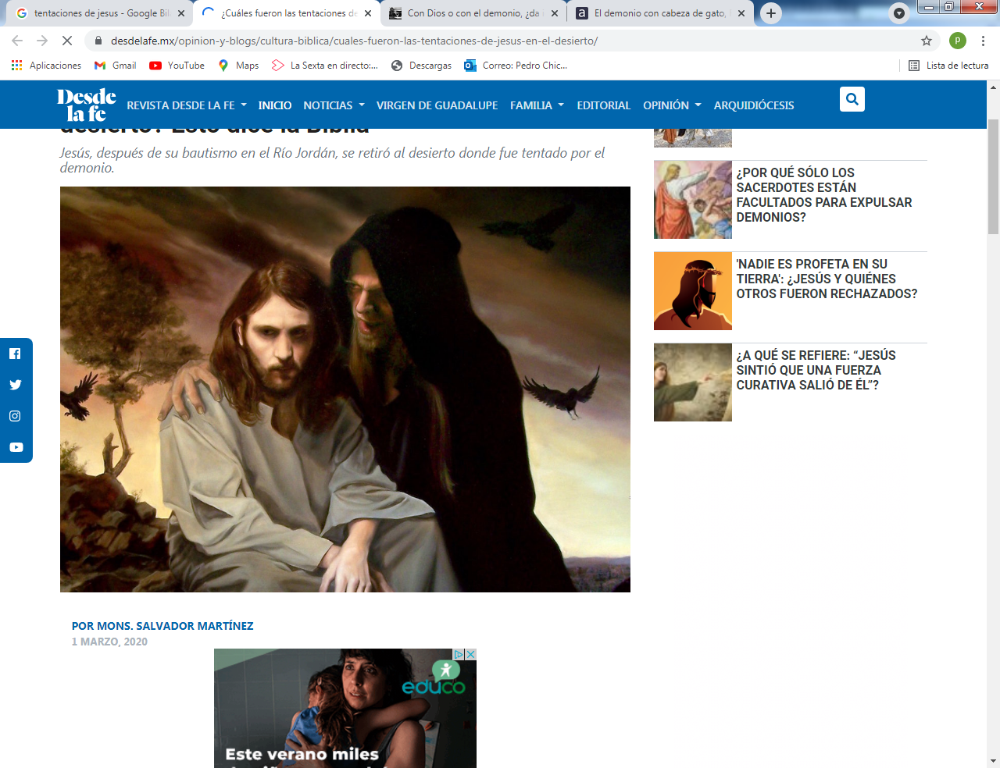 tentaciones de jesus - Google Bú
¿Cuáles fueron las tentaciones de
Con Dios o con el demonio, ¿da i
El demonio con cabeza de gato,
desdelafe.mx/opinion-y-blogs/cultura-biblica/cuales-fueron-las-tentaciones-de-jesus-en-el-desierto/
P
Aplicaciones
Gmail
YouTube
Maps
La Sexta en directo:...
Descargas
Correo: Pedro Chic...
Lista de lectura
Desde
la fe
REVISTA DESDE LA FE
INICIO
NOTICIAS
VIRGEN DE GUADALUPE
FAMILIA
EDITORIAL
OPINIÓN
ARQUIDIÓCESIS
desierto? Esto dice la Biblia
Jesús, después de su bautismo en el Río Jordán, se retiró al desierto donde fue tentado por el
demonio.
¿POR QUÉ SÓLO LOS
SACERDOTES ESTÁN
FACULTADOS PARA EXPULSAR
DEMONIOS?
'NADIE ES PROFETA EN SU
TIERRA': ¿JESÚS Y QUIÉNES
OTROS FUERON RECHAZADOS?
¿A QUÉ SE REFIERE: “JESÚS
SINTIÓ QUE UNA FUERZA
CURATIVA SALIÓ DE ÉL”?
POR MONS. SALVADOR MARTÍNEZ
1 MARZO, 2020
educo
Este verano miles